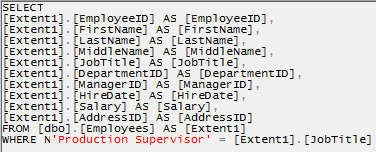 SELECT
[Extent1].[EmployeeID] AS [EmployeeID],
[Extent1].[FirstName] AS [FirstName],
[Extent1].[LastName] AS [LastName],
[Extent1].[MiddleName] AS [MiddleName],
[Extent1].[JobTitle] AS [JobTitle],
[Extent1].[DepartmentID] AS [DepartmentID],
[Extent1].[ManagerID] AS [ManagerID],
[Extent1].[HireDate] AS [HireDate],
[Extent1].[Salary] AS [Salary],
[Extent1].[AddressID] AS [AddressID]
FROM [dbo].[Employees] AS [Extent1]
WHERE N'Production Supervisor' = [Extent1].[JobTitle]